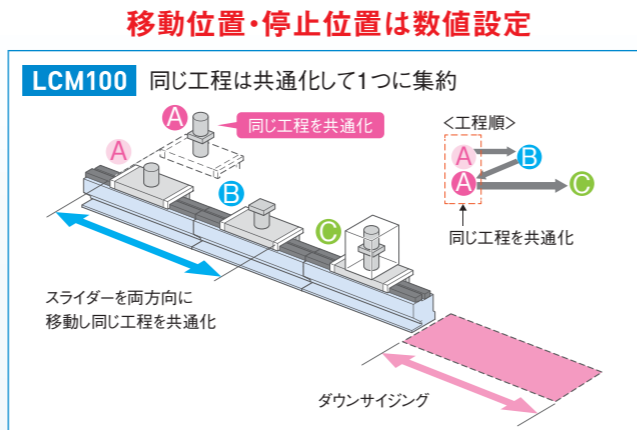 移動位置・停止位置は数値設定
LCM100 同じ工程は共通化して1つに集約
A
同じ工程を共通化
A
B
C
<工程順>
A
B
A
C
同じ工程を共通化
スライダーを両方向に
移動し同じ工程を共通化
ダウンサイジング